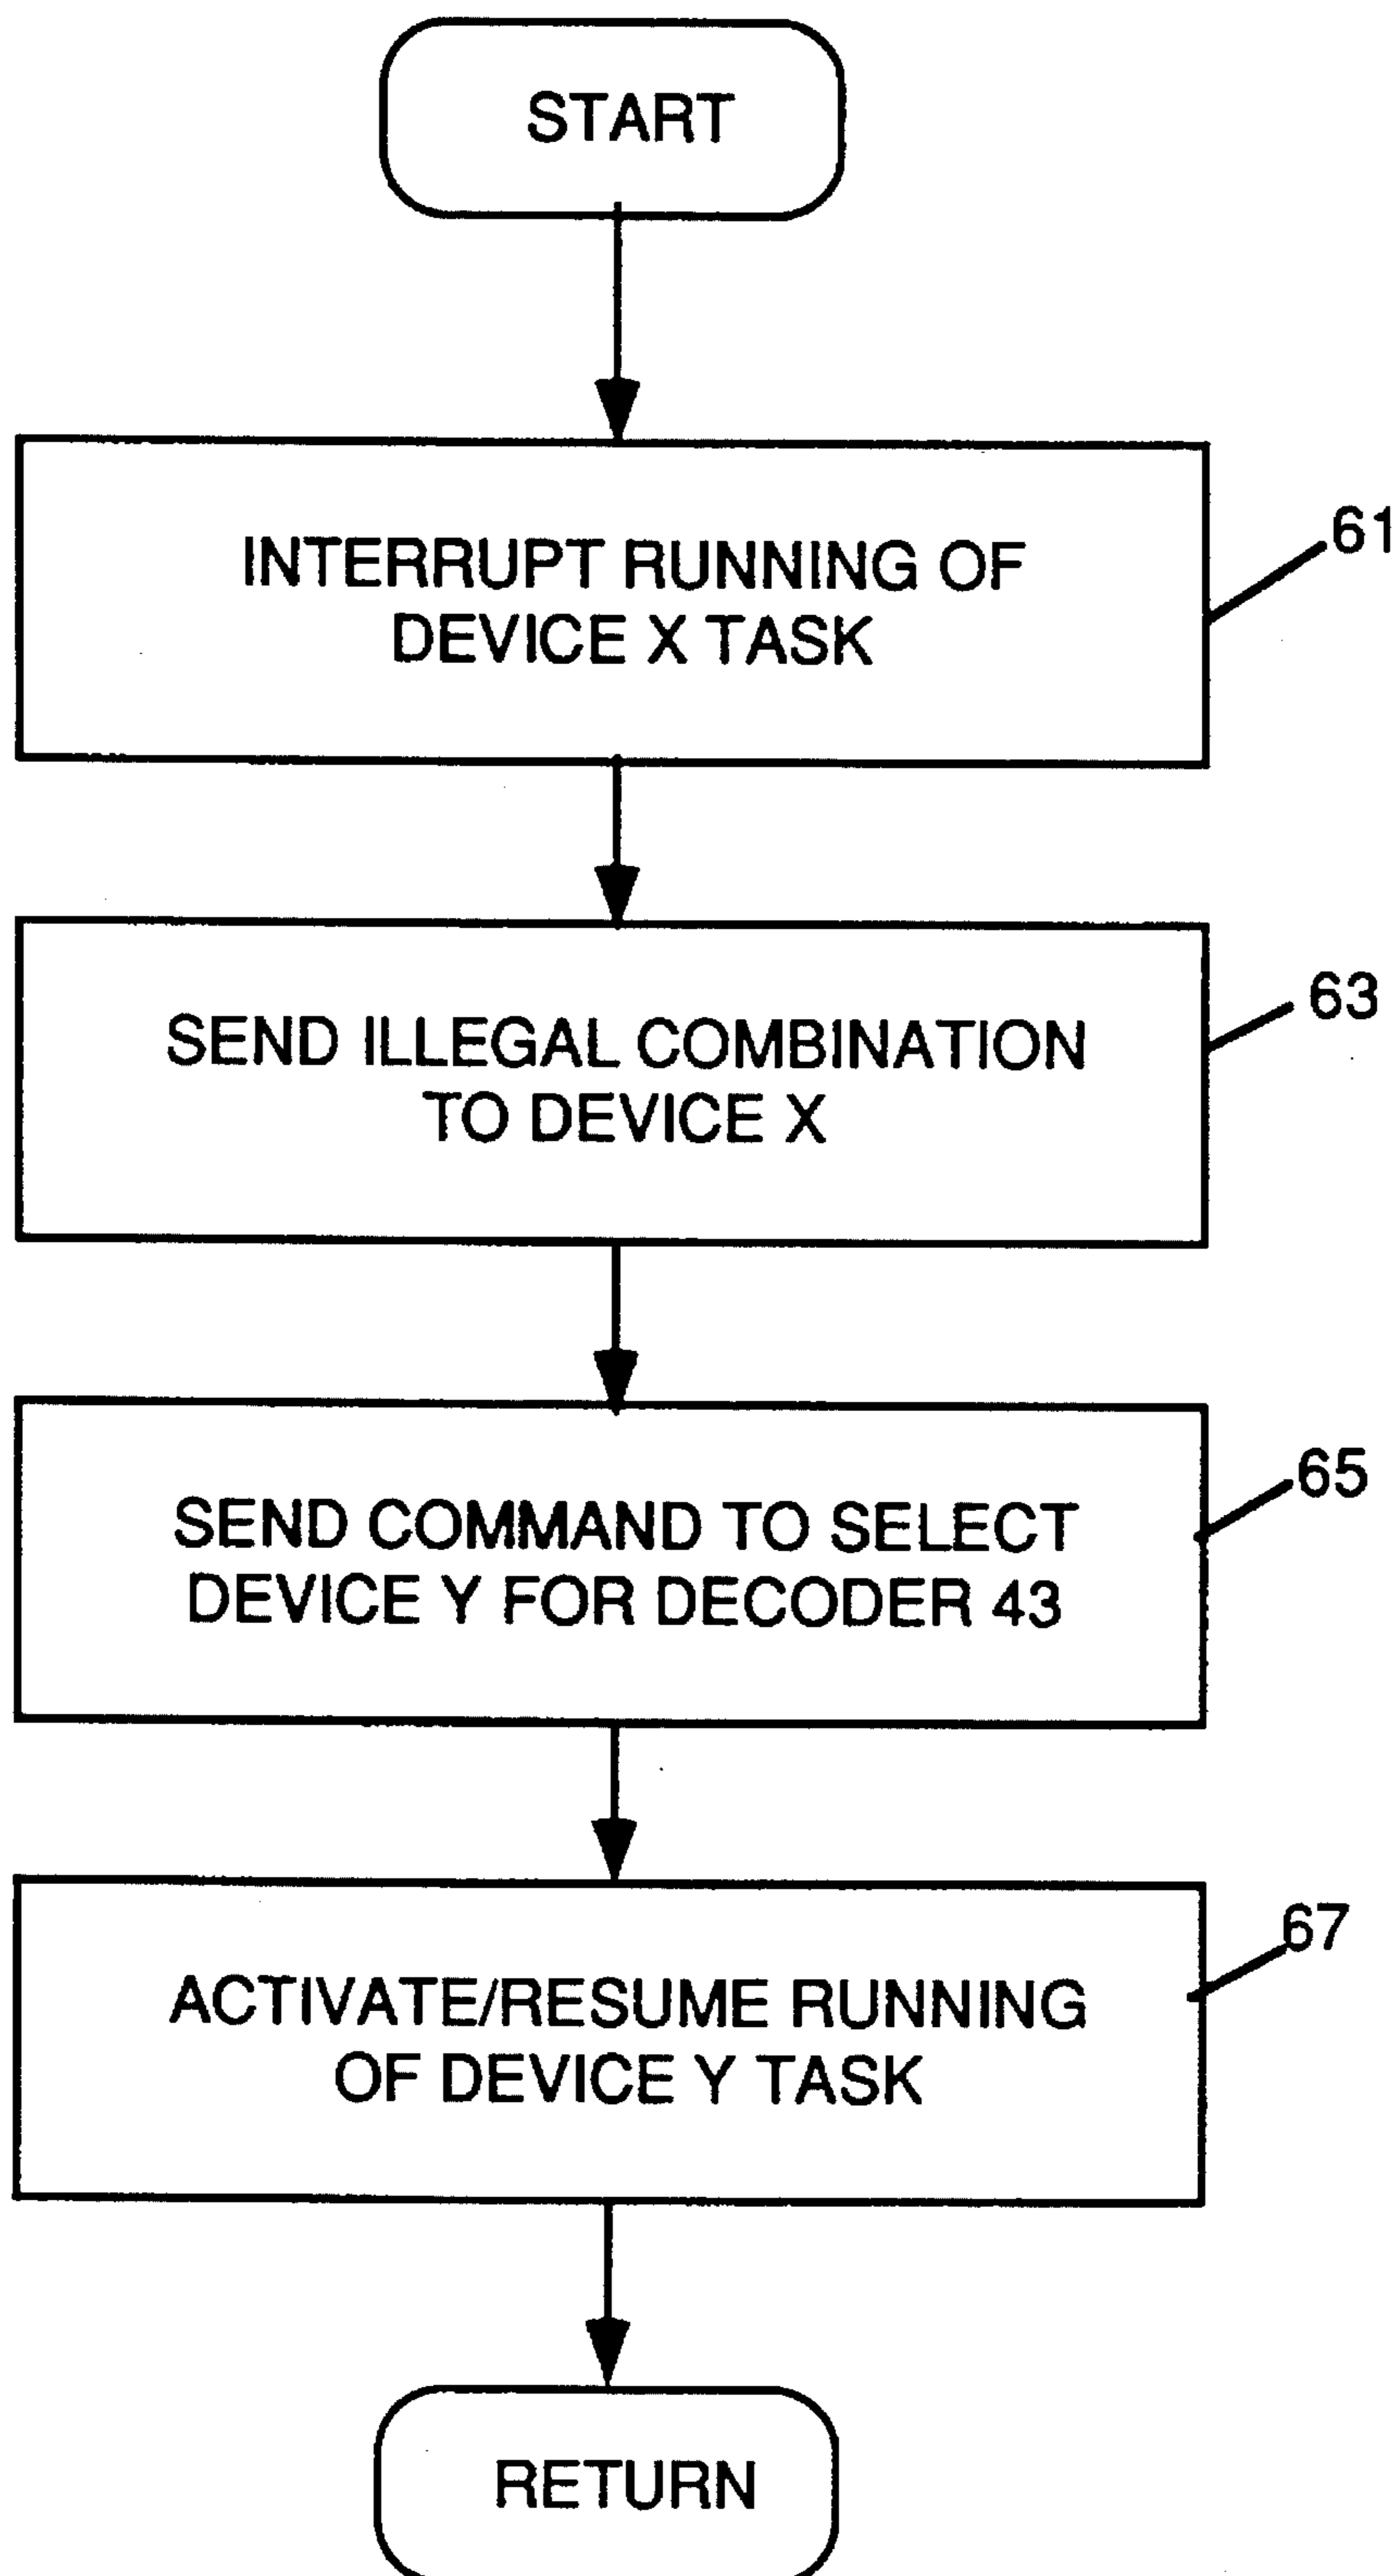 START
INTERRUPT RUNNING OF
DEVICE X TASK
61
SEND ILLEGAL COMBINATION
TO DEVICE X
63
SEND COMMAND TO SELECT
DEVICE Y FOR DECODER 43
65
ACTIVATE/RESUME RUNNING
OF DEVICE Y TASK
67
RETURN